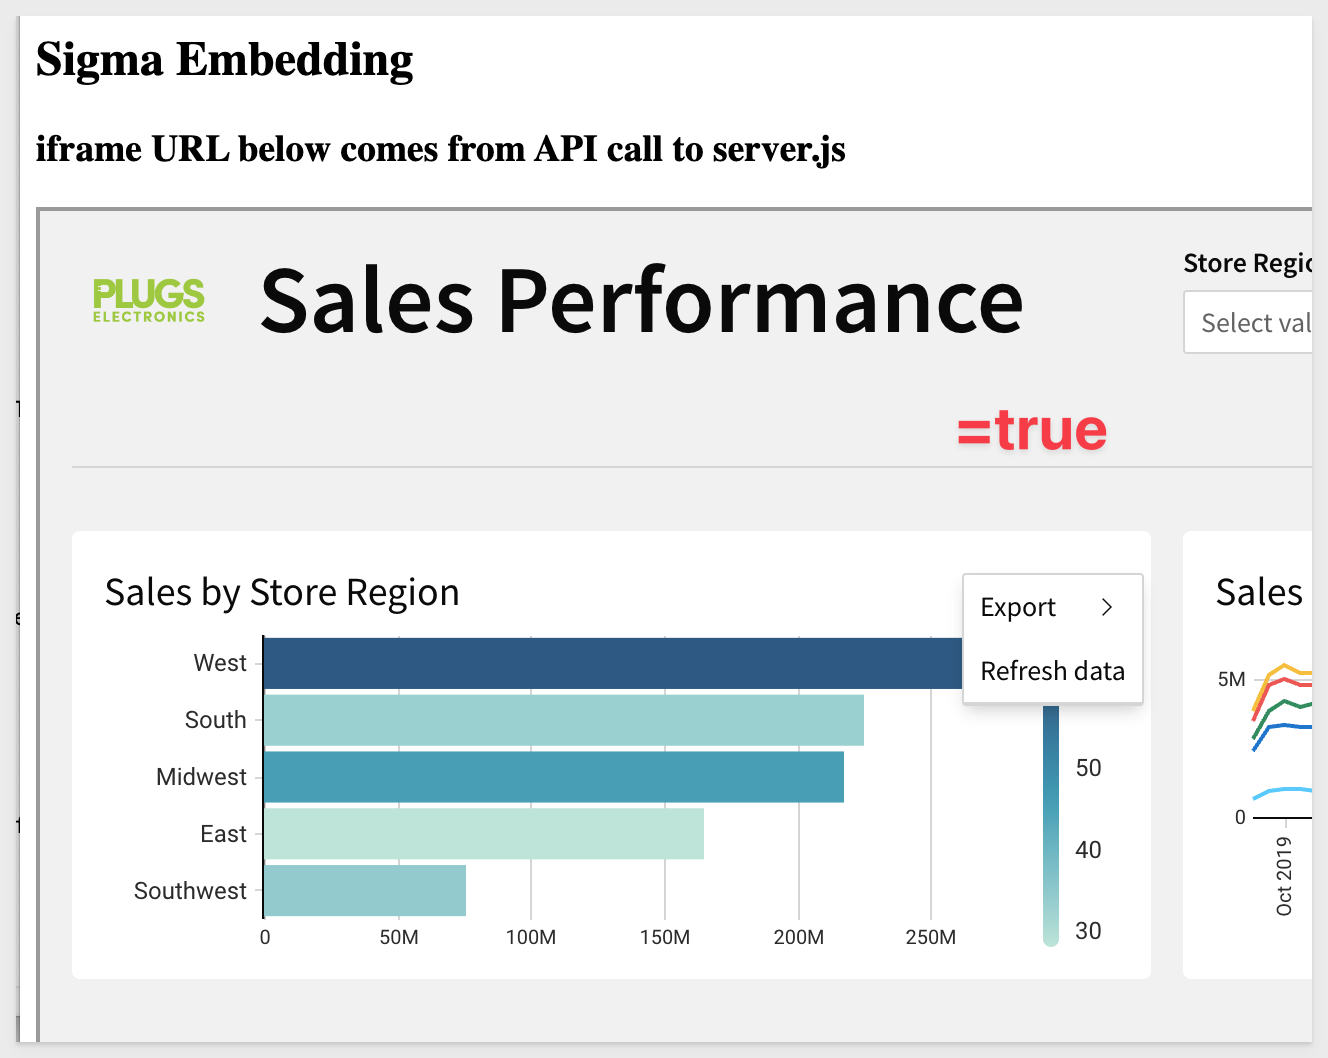 Sigma Embedding
iframe URL below comes from API call to server.js
PLUGS
ELECTRONICS
Sales Performance
Store Regio
Select val
=true
Sales by Store Region
Export
Refresh data
West
South
Midwest
East
Southwest
0
50M
100M
150M
200M
250M
50
40
30
Sales
5M
0
Oct 2019